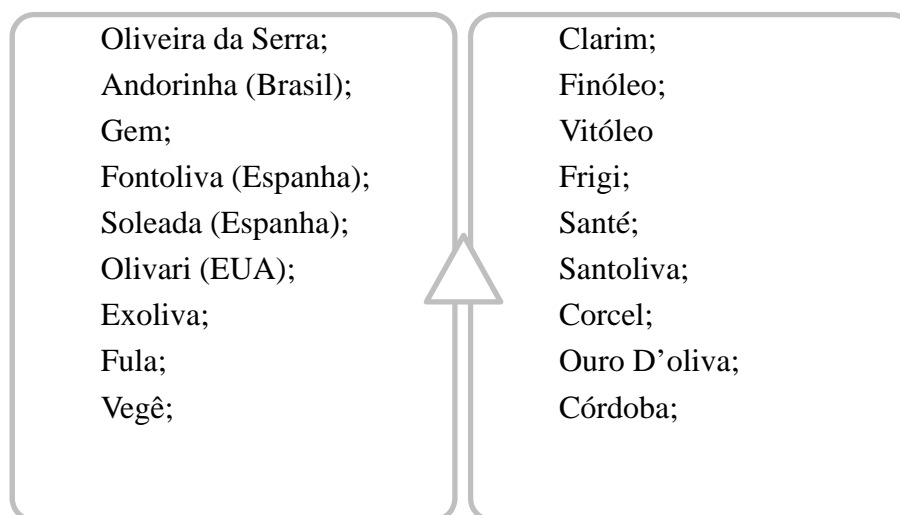 Oliveira da Serra;
Andorinha (Brasil);
Gem;
Fontoliva (Espanha);
Soleada (Espanha);
Olivari (EUA);
Exoliva;
Fula;
Vegê;
Clarim;
Finóleo;
Vitóleo
Frigi;
Santé;
Santoliva;
Corcel;
Ouro D’oliva;
Córdoba;